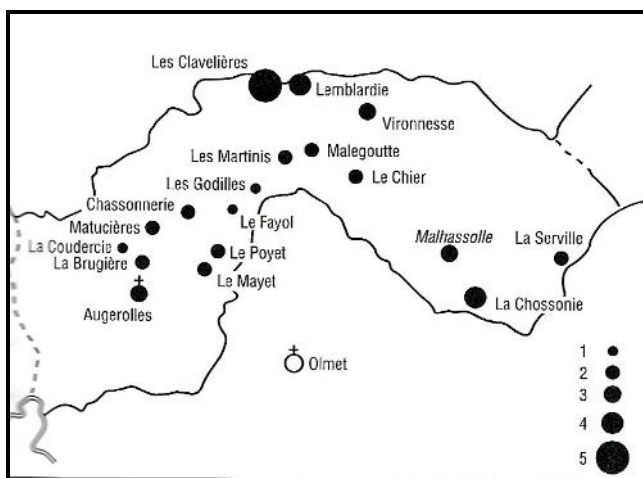 Les Clavelières
Lemblardie
Vironnesse
Les Martinis
Malegoutte
Les Godilles
Le Chier
Chassonnerie
Le Fayol
Matucières
La Coudercie
La Brugière
Le Poyet
Le Mayet
Malhassolle
La Serville
Augerolles
La Chossonie
Olmet
1
2
3
4
5